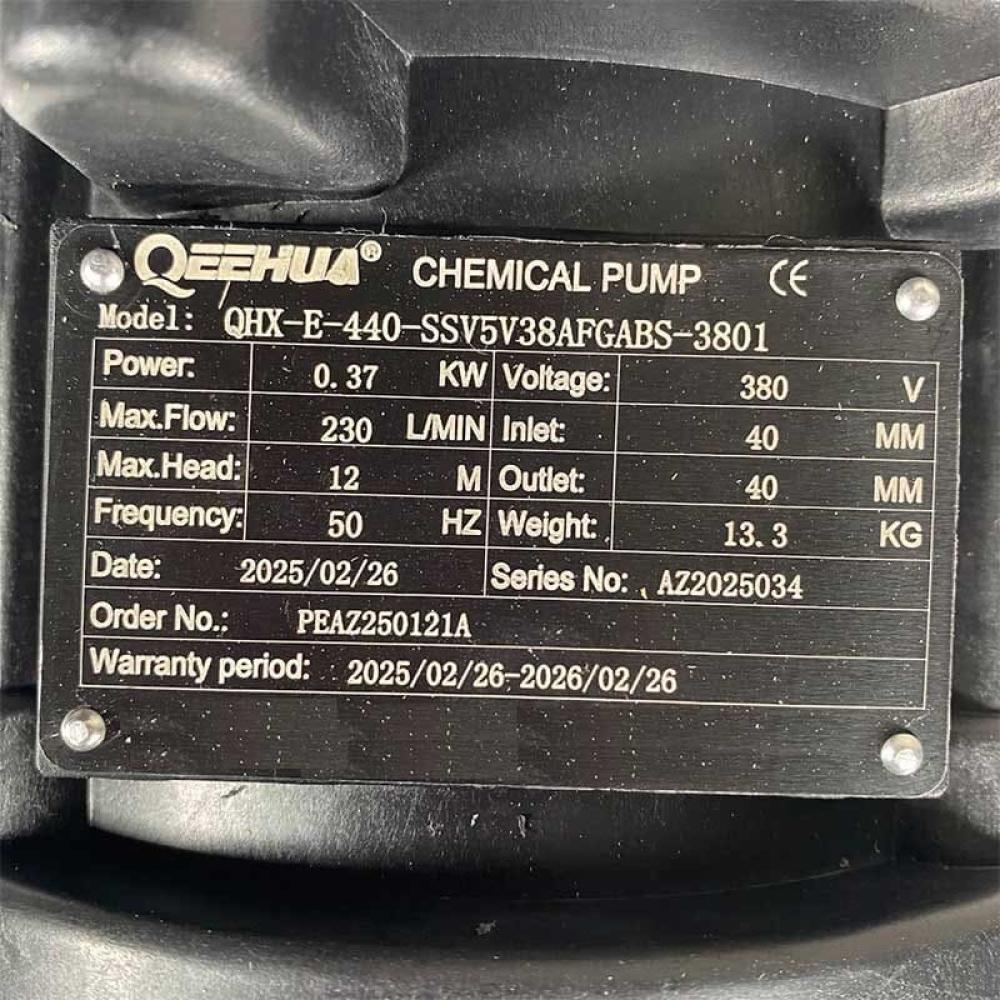 QEEHUA® CHEMICAL PUMP CE
Model: QHX-E-440-SSV5V38AFGABS-3801
Power: 0.37 KW Voltage: 380 V
Max.Flow: 230 L/MIN Inlet: 40 MM
Max.Head: 12 M Outlet: 40 MM
Frequency: 50 HZ Weight: 13.3 KG
Date: 2025/02/26 Series No: AZ2025034
Order No.: PEAZ250121A
Warranty period: 2025/02/26-2026/02/26